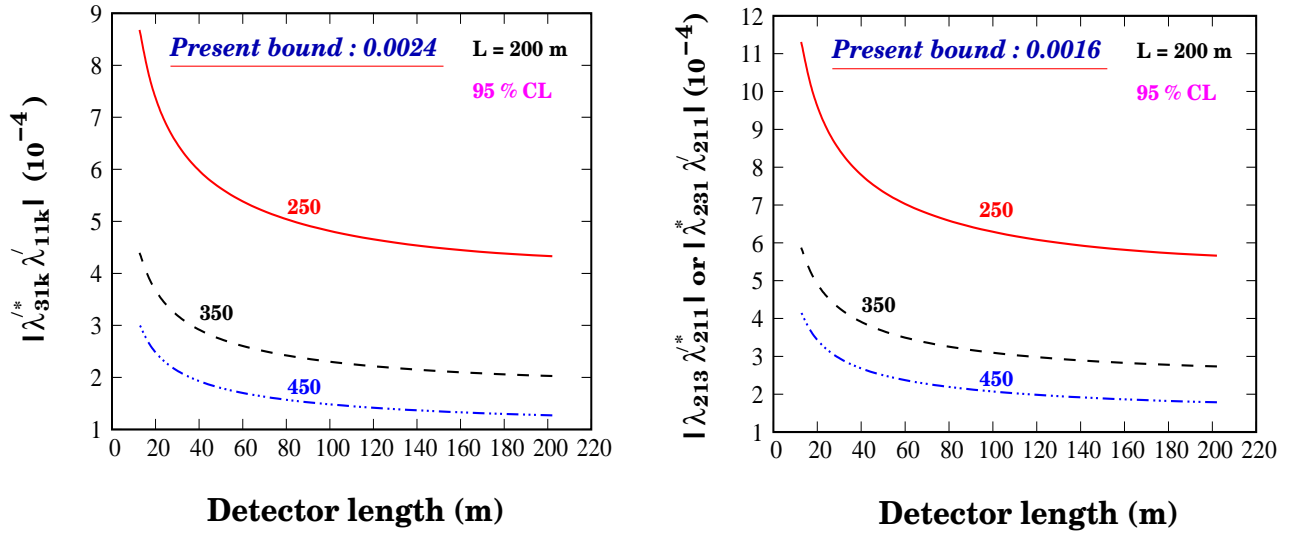 |λ′*31k λ′11k| (10−4)
9
8
7
6
5
4
3
2
1
Present bound : 0.0024
L = 200 m
95 % CL
250
350
450
0 20 40 60 80 100 120 140 160 180 200 220
Detector length (m)
|λ213 λ′*211| or |λ*231 λ′211| (10−4)
12
11
10
9
8
7
6
5
4
3
2
1
Present bound : 0.0016
L = 200 m
95 % CL
250
350
450
0 20 40 60 80 100 120 140 160 180 200 220
Detector length (m)